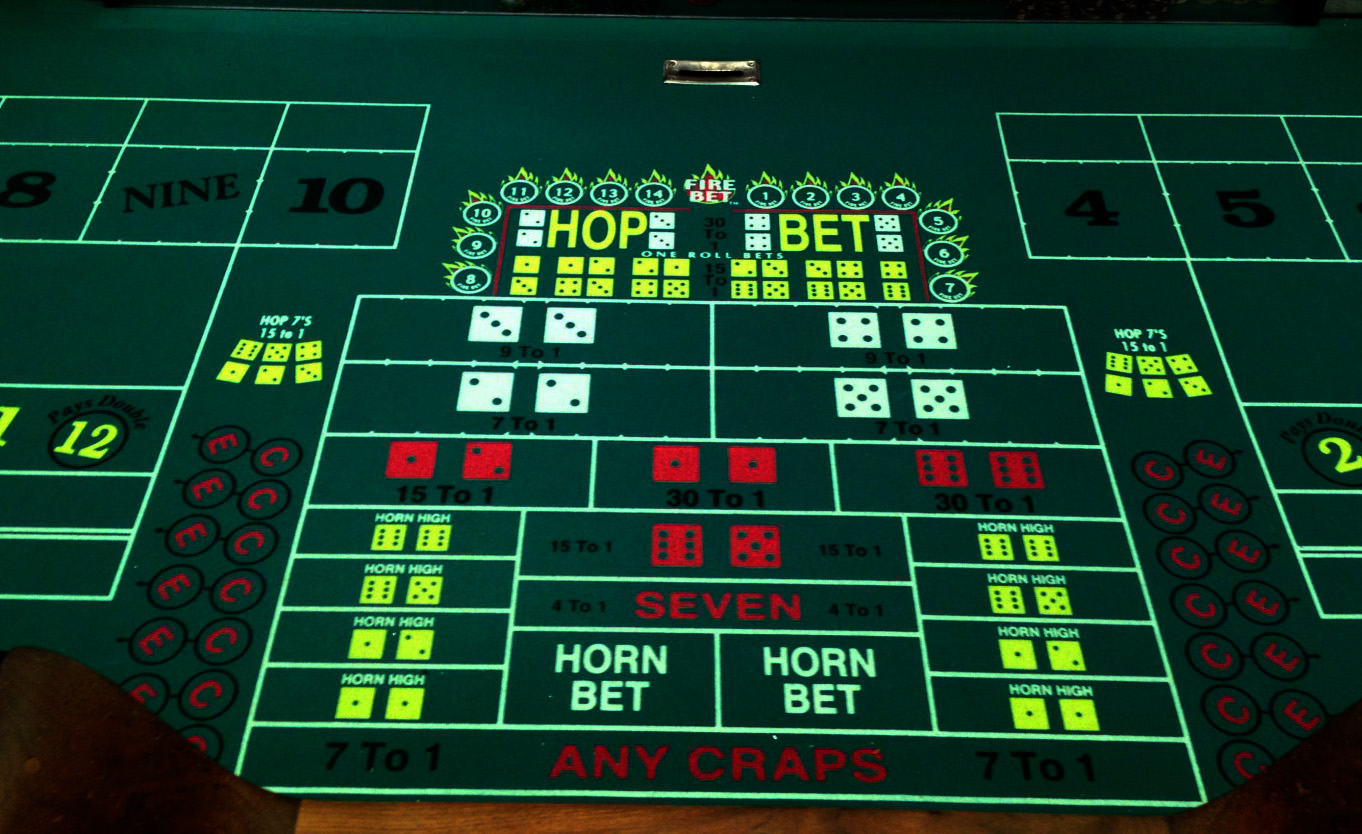 FIRE
BET
11 12 13 14 1 2 3 4
10 5
9 6
8 7
HOP 30 To 1 BET
ONE ROLL BETS
15 To 1
8 NINE 10
4 5
HOP 7'S
15 to 1
HOP 7'S
15 to 1
9 To 1 9 To 1
7 To 1 7 To 1
Pays Double
12
2
15 To 1 30 To 1 30 To 1
E C
E C
E C
E C
E C
C
C E
C E
C E
C E
C E
C E
C
HORN HIGH 15 To 1 15 To 1 HORN HIGH
HORN HIGH 4 To 1 SEVEN 4 To 1 HORN HIGH
HORN HIGH HORN HIGH
HORN HIGH HORN HIGH
HORN
BET
HORN
BET
7 To 1 ANY CRAPS 7 To 1